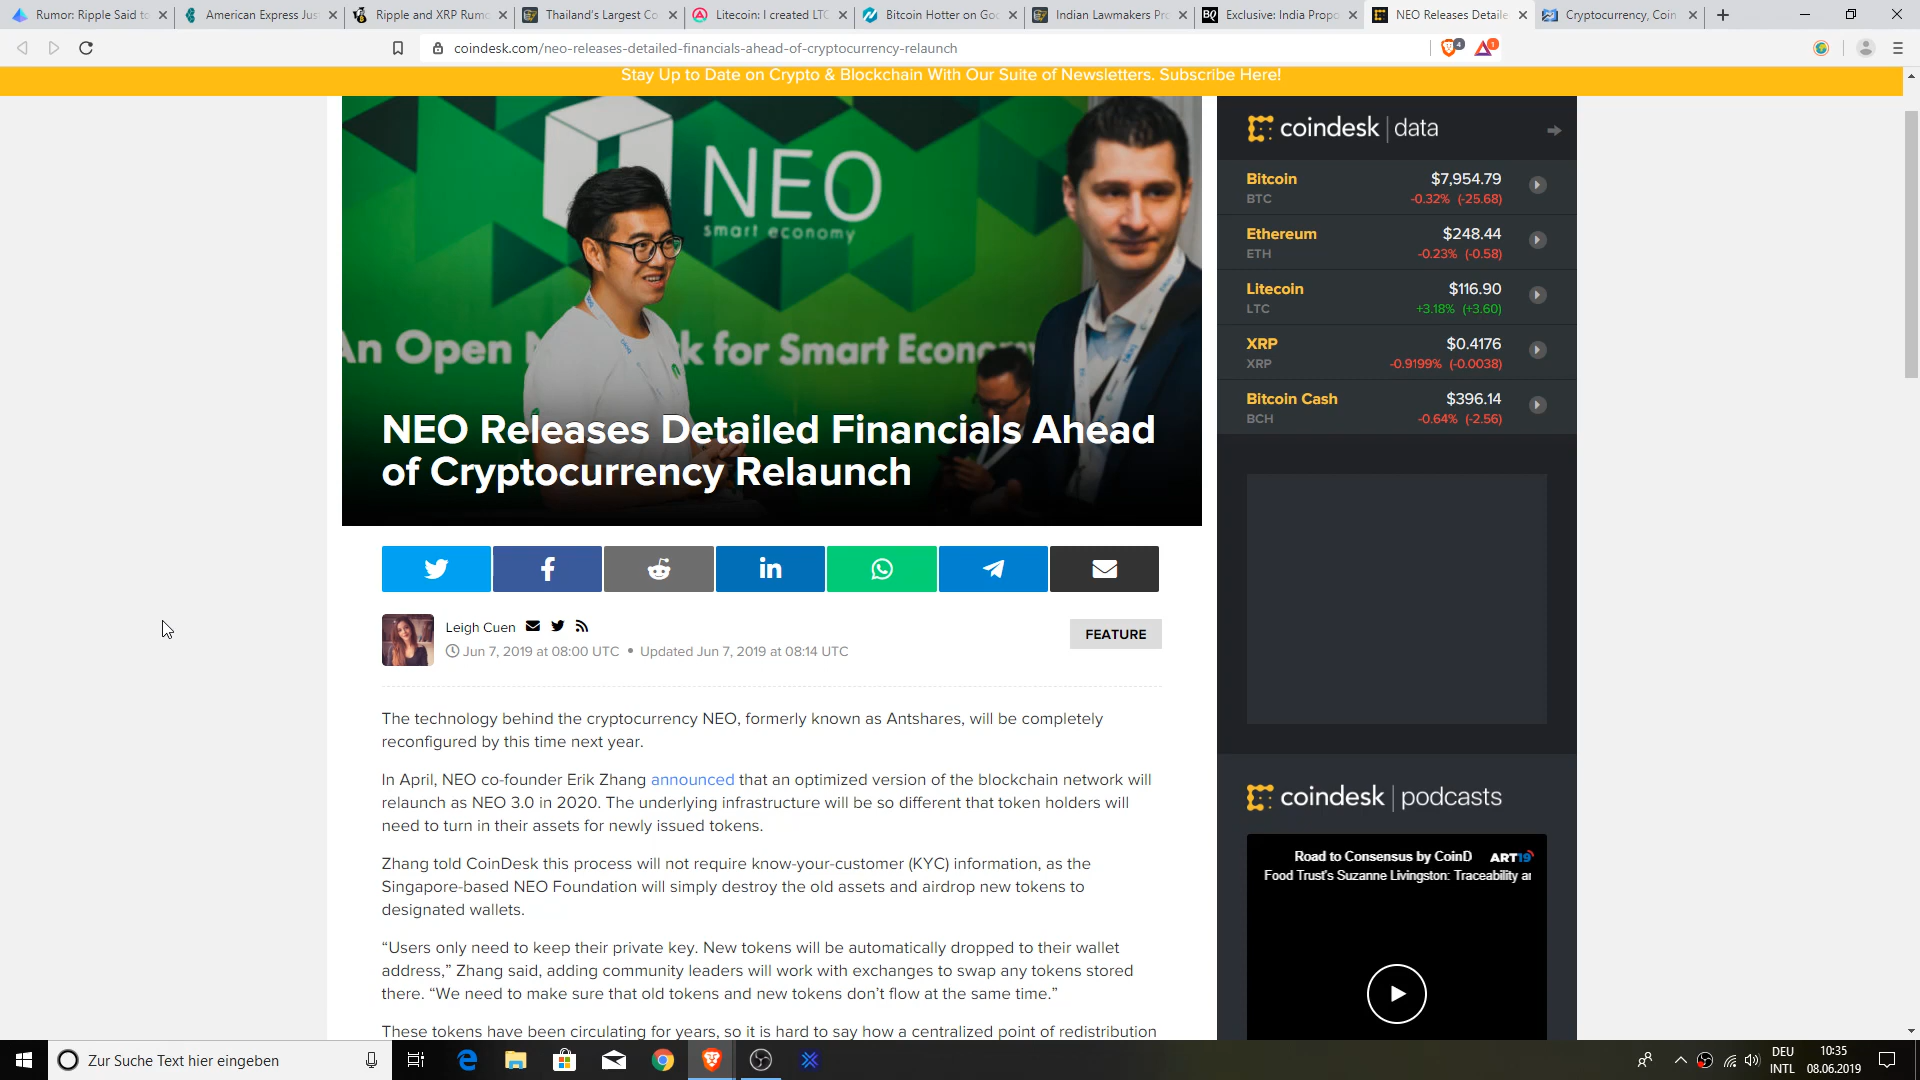 Rumor: Ripple Said to
American Express Jus
Ripple and XRP Rumo
Thailand's Largest Co
Litecoin: I created LTC
Bitcoin Hotter on Goo
Indian Lawmakers Pro
Exclusive: India Propo
NEO Releases Detaile
Cryptocurrency, Coin
coindesk.com/neo-releases-detailed-financials-ahead-of-cryptocurrency-relaunch
4
1
Stay Up to Date on Crypto & Blockchain With Our Suite of Newsletters. Subscribe Here!
NEO
smart economy
NEO Releases Detailed Financials Ahead
of Cryptocurrency Relaunch
Leigh Cuen
Jun 7, 2019 at 08:00 UTC • Updated Jun 7, 2019 at 08:14 UTC
FEATURE
The technology behind the cryptocurrency NEO, formerly known as Antshares, will be completely
reconfigured by this time next year.
In April, NEO co-founder Erik Zhang announced that an optimized version of the blockchain network will
relaunch as NEO 3.0 in 2020. The underlying infrastructure will be so different that token holders will
need to turn in their assets for newly issued tokens.
Zhang told CoinDesk this process will not require know-your-customer (KYC) information, as the
Singapore-based NEO Foundation will simply destroy the old assets and airdrop new tokens to
designated wallets.
“Users only need to keep their private key. New tokens will be automatically dropped to their wallet
address,” Zhang said, adding community leaders will work with exchanges to swap any tokens stored
there. “We need to make sure that old tokens and new tokens don’t flow at the same time.”
These tokens have been circulating for years, so it is hard to say how a centralized point of redistribution
coindesk | data
Bitcoin $7,954.79
BTC -0.32% (-25.68)
Ethereum $248.44
ETH -0.23% (-0.58)
Litecoin $116.90
LTC +3.18% (+3.60)
XRP $0.4176
XRP -0.9199% (-0.0038)
Bitcoin Cash $396.14
BCH -0.64% (-2.56)
coindesk | podcasts
Road to Consensus by CoinD ART19
Food Trust's Suzanne Livingston: Traceability an
Zur Suche Text hier eingeben
DEU
INTL
10:35
08.06.2019